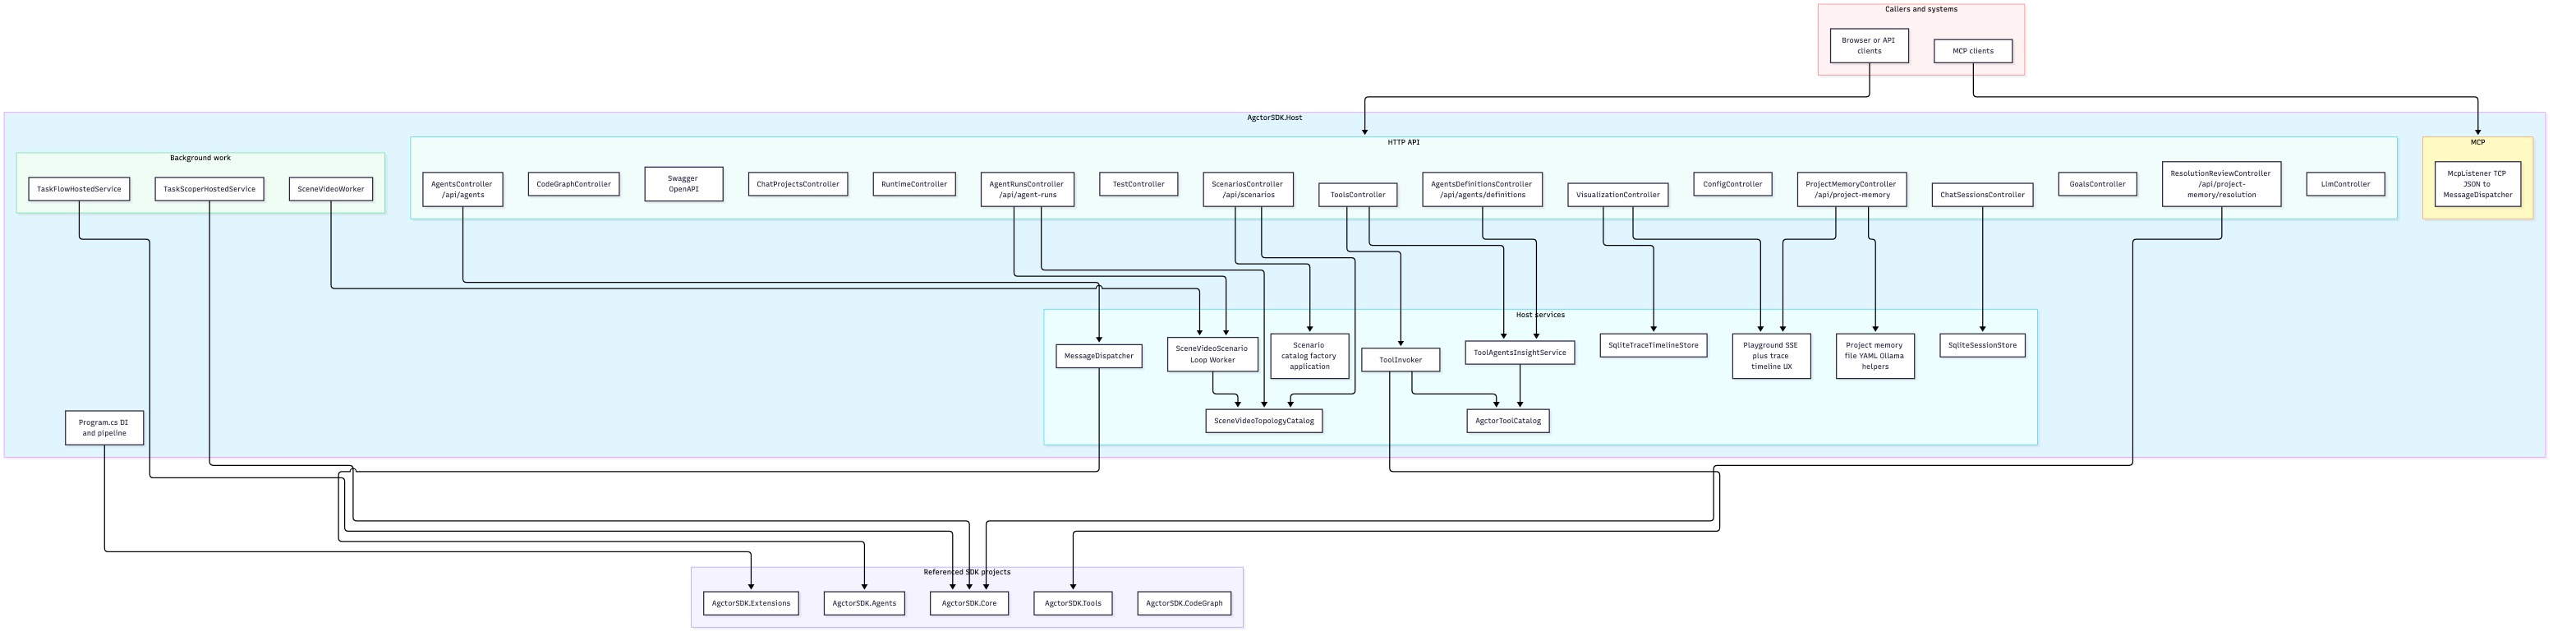 Callers and systems
Browser or API
clients
MCP clients
AgctorSDK.Host
Background work
TaskFlowHostedService
TaskScoperHostedService
SceneVideoWorker
HTTP API
AgentsController
/api/agents
CodeGraphController
Swagger
OpenAPI
ChatProjectsController
RuntimeController
AgentRunsController
/api/agent-runs
TestController
ScenariosController
/api/scenarios
ToolsController
AgentsDefinitionsController
/api/agents/definitions
VisualizationController
ConfigController
ProjectMemoryController
/api/project-memory
ChatSessionsController
GoalsController
ResolutionReviewController
/api/project-
memory/resolution
LlmController
MCP
McpListener TCP
JSON to
MessageDispatcher
Host services
MessageDispatcher
SceneVideoScenario
Loop Worker
Scenario
catalog factory
application
ToolInvoker
ToolAgentsInsightService
SqliteTraceTimelineStore
Playground SSE
plus trace
timeline UX
Project memory
file YAML Ollama
helpers
SqliteSessionStore
SceneVideoTopologyCatalog
AgctorToolCatalog
Program.cs DI
and pipeline
Referenced SDK projects
AgctorSDK.Extensions
AgctorSDK.Agents
AgctorSDK.Core
AgctorSDK.Tools
AgctorSDK.CodeGraph